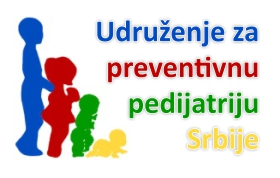 Udruženje za
preventivnu
pedijatriju
Srbije